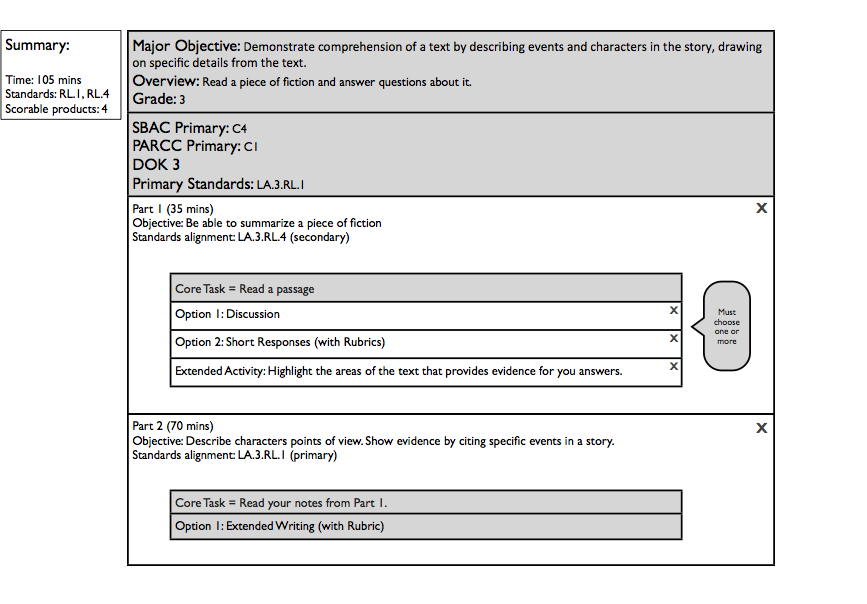 Summary:
Time: 105 mins
Standards: RL.1, RL.4
Scorable products: 4
Major Objective: Demonstrate comprehension of a text by describing events and characters in the story, drawing
on specific details from the text.
Overview: Read a piece of fiction and answer questions about it.
Grade: 3
SBAC Primary: C4
PARCC Primary: C1
DOK 3
Primary Standards: LA.3.RL.1
Part 1 (35 mins)
X
Objective: Be able to summarize a piece of fiction
Standards alignment: LA.3.RL.4 (secondary)
Core Task = Read a passage
Option 1: Discussion
X
Option 2: Short Responses (with Rubrics)
X
Extended Activity: Highlight the areas of the text that provides evidence for you answers.
X
Must
choose
one or
more
Part 2 (70 mins)
X
Objective: Describe characters points of view. Show evidence by citing specific events in a story.
Standards alignment: LA.3.RL.1 (primary)
Core Task = Read your notes from Part 1.
Option 1: Extended Writing (with Rubric)